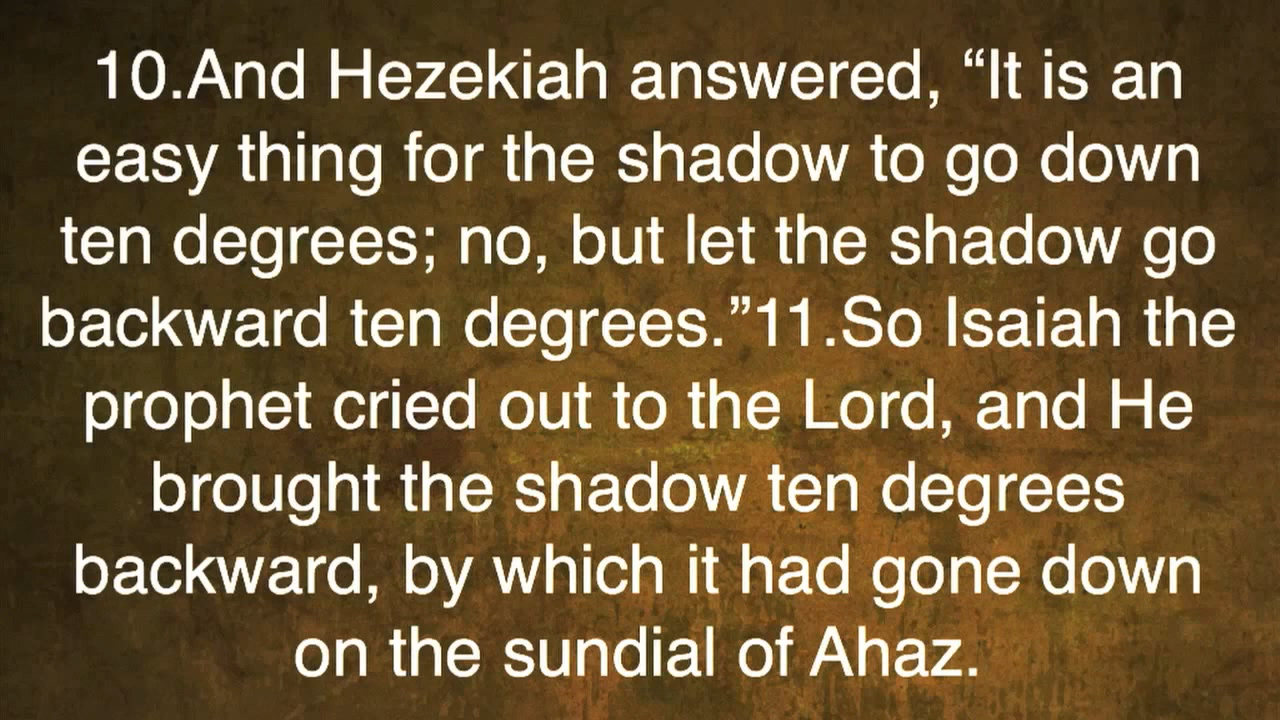 10.And Hezekiah answered, “It is an
easy thing for the shadow to go down
ten degrees; no, but let the shadow go
backward ten degrees.”11.So Isaiah the
prophet cried out to the Lord, and He
brought the shadow ten degrees
backward, by which it had gone down
on the sundial of Ahaz.